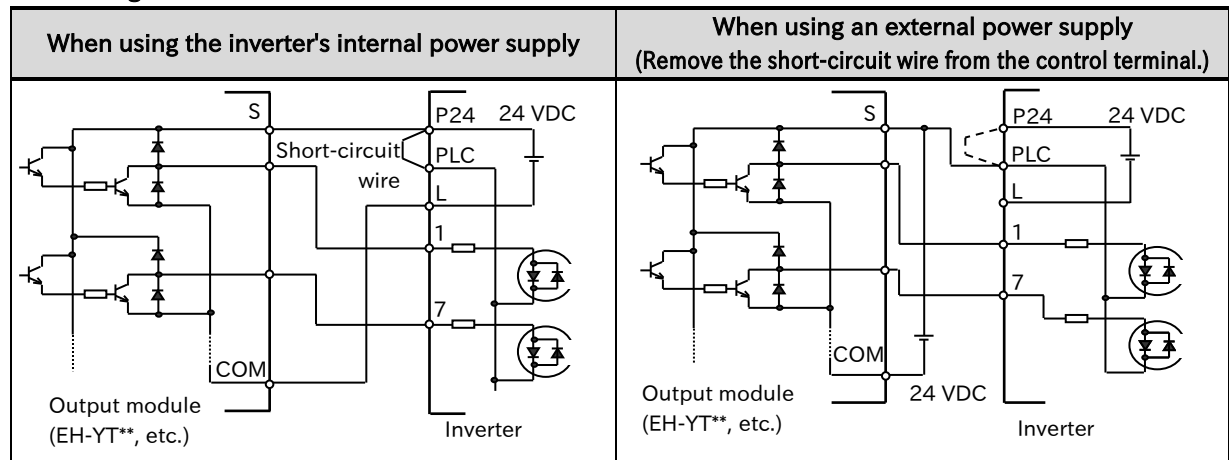 When using the inverter's internal power supply
When using an external power supply
(Remove the short-circuit wire from the control terminal.)
S
P24
24 VDC
Short-circuit
wire
PLC
L
1
7
COM
Output module
(EH-YT**, etc.)
Inverter
S
P24
24 VDC
PLC
L
1
7
COM
24 VDC
Output module
(EH-YT**, etc.)
Inverter